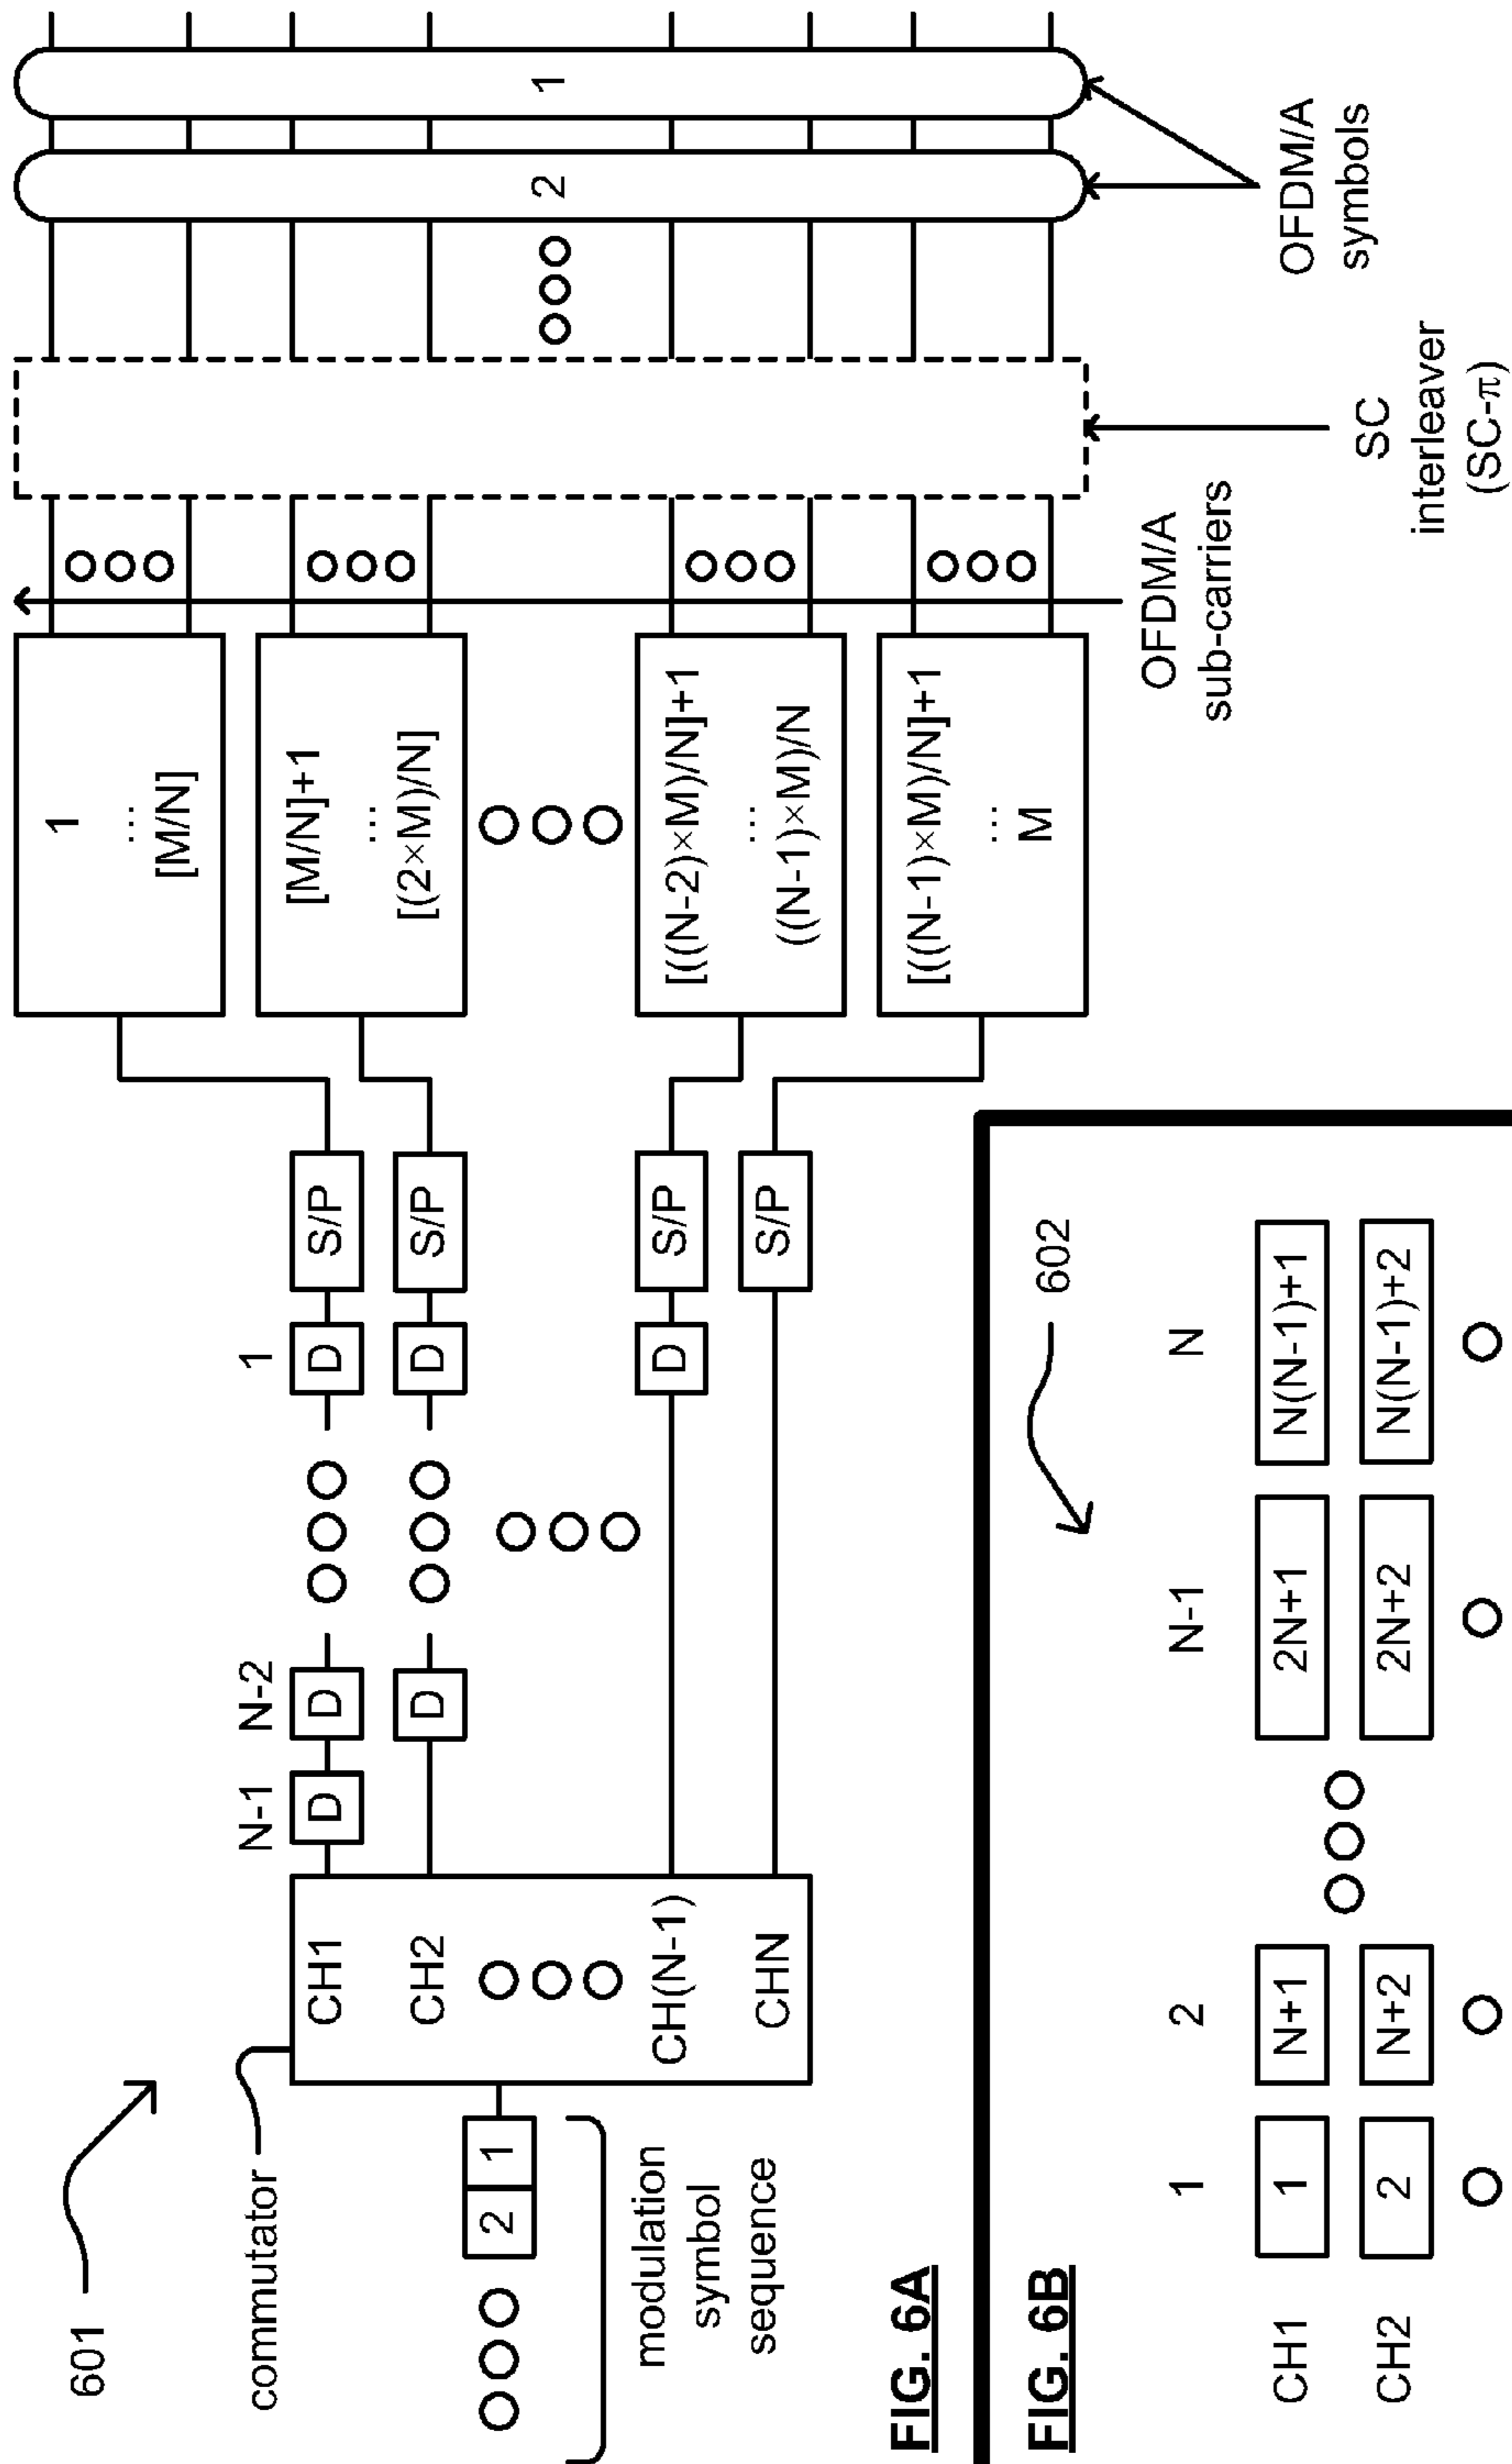 601
commutator
CH1
CH2
CH(N-1)
CHN
2 1
modulation
symbol
sequence
N-1 N-2 1
D D D S/P
D D S/P
D S/P
S/P
1
...
[M/N]
[M/N]+1
...
[(2×M)/N]
[((N-2)×M)/N]+1
...
((N-1)×M)/N
[((N-1)×M)/N]+1
...
M
OFDM/A
sub-carriers
SC
interleaver
(SC-π)
2 1
OFDM/A
symbols
FIG. 6A
FIG. 6B
602
1 2 N-1 N
CH1 1 N+1 2N+1 N(N-1)+1
CH2 2 N+2 2N+2 N(N-1)+2